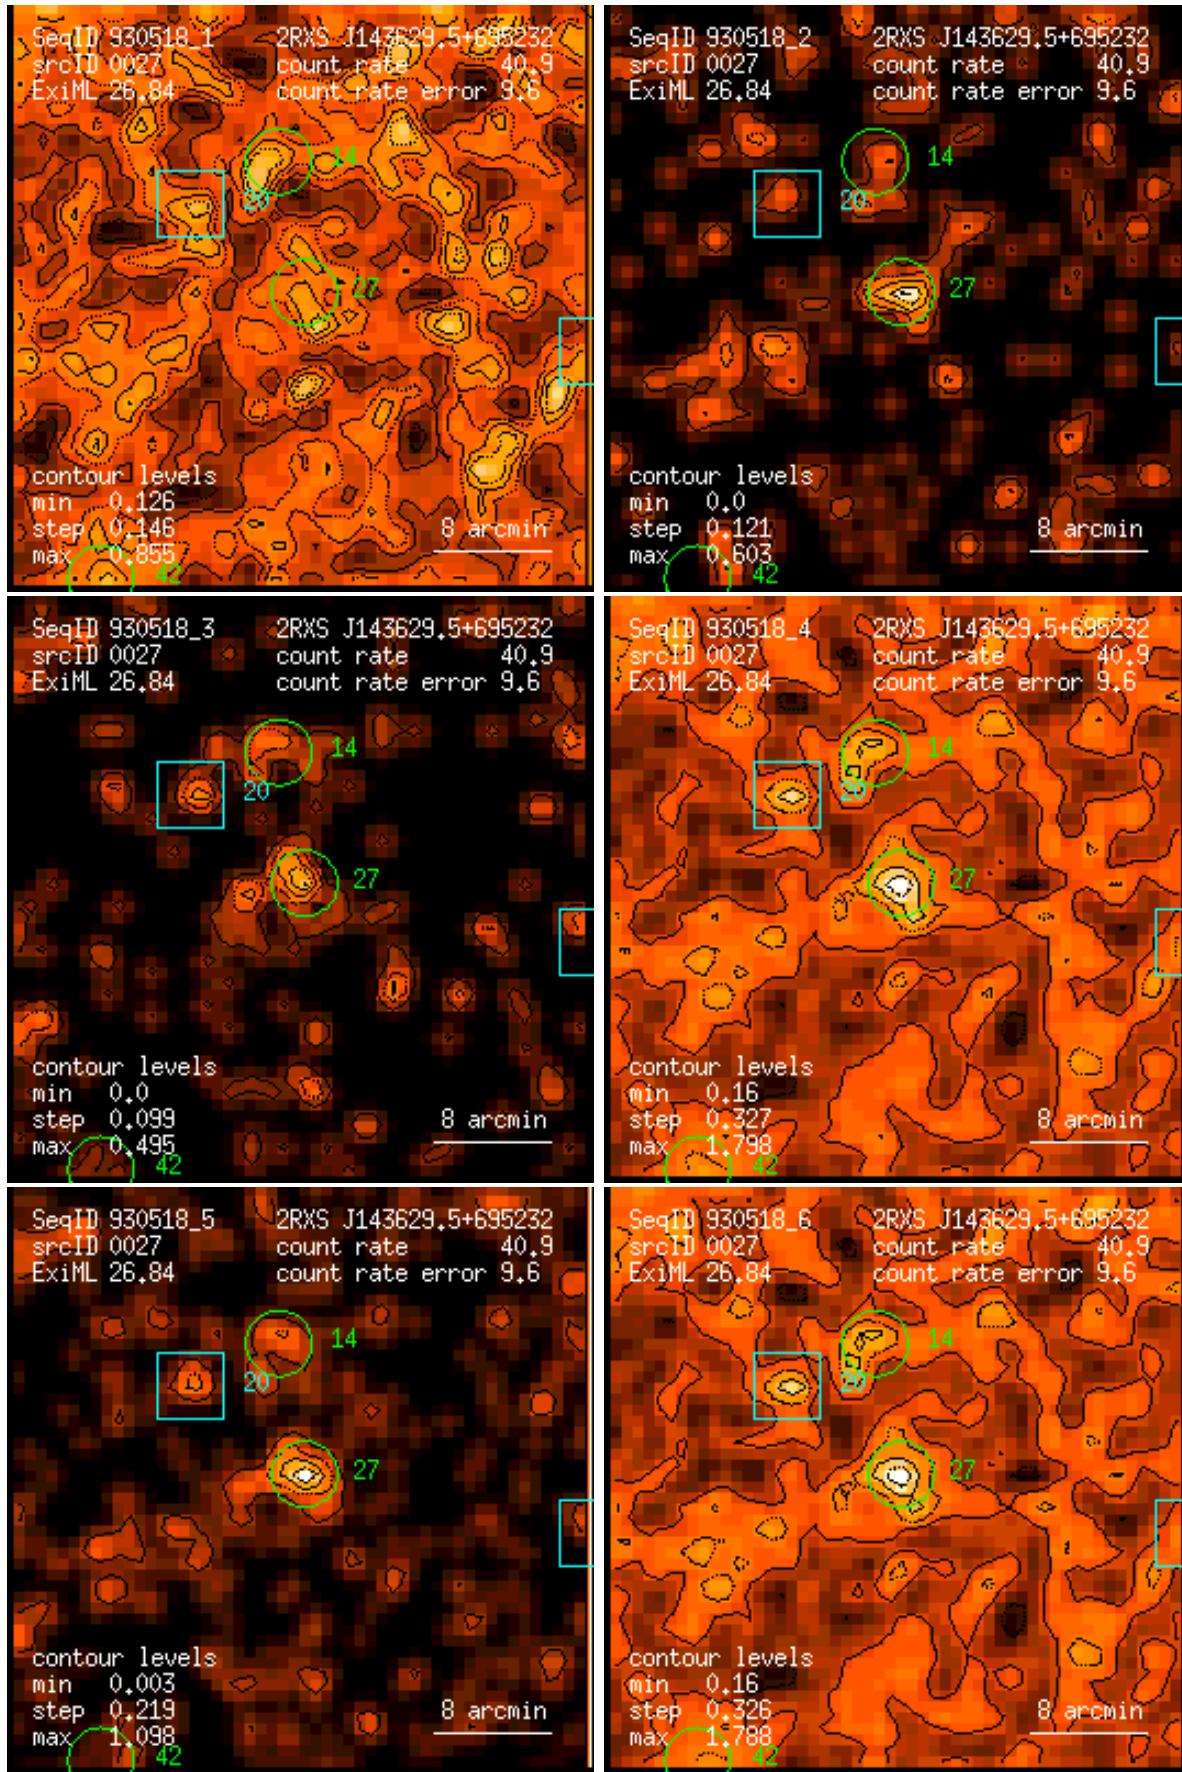 SeqID 930518_1 2RXS J143629.5+695232
srcID 0027 count rate 40.9
ExiML 26.84 count rate error 9.6
14
20
27
contour levels
min 0.126
step 0.146 8 arcmin
max 0.855
42
SeqID 930518_2 2RXS J143629.5+695232
srcID 0027 count rate 40.9
ExiML 26.84 count rate error 9.6
14
20
27
contour levels
min 0.0
step 0.121 8 arcmin
max 0.603
42
SeqID 930518_3 2RXS J143629.5+695232
srcID 0027 count rate 40.9
ExiML 26.84 count rate error 9.6
14
20
27
contour levels
min 0.0
step 0.099 8 arcmin
max 0.495
42
SeqID 930518_4 2RXS J143629.5+695232
srcID 0027 count rate 40.9
ExiML 26.84 count rate error 9.6
14
20
27
contour levels
min 0.16
step 0.327 8 arcmin
max 1.798
42
SeqID 930518_5 2RXS J143629.5+695232
srcID 0027 count rate 40.9
ExiML 26.84 count rate error 9.6
14
20
27
contour levels
min 0.003
step 0.219 8 arcmin
max 1.098
42
SeqID 930518_6 2RXS J143629.5+695232
srcID 0027 count rate 40.9
ExiML 26.84 count rate error 9.6
14
20
27
contour levels
min 0.16
step 0.326 8 arcmin
max 1.788
42